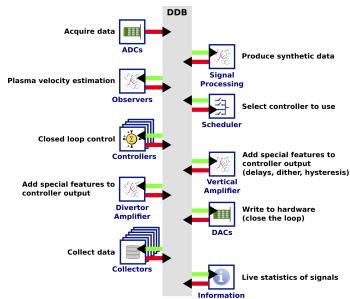 DDB
Acquire data
ADCs
Produce synthetic data
Signal
Processing
Plasma velocity estimation
Observers
Select controller to use
Scheduler
Closed loop control
Controllers
Add special features to
controller output
(delays, dither, hysteresis)
Vertical
Amplifier
Add special features to
controller output
Divertor
Amplifier
Write to hardware
(close the loop)
DACs
Collect data
Collectors
Live statistics of signals
Information